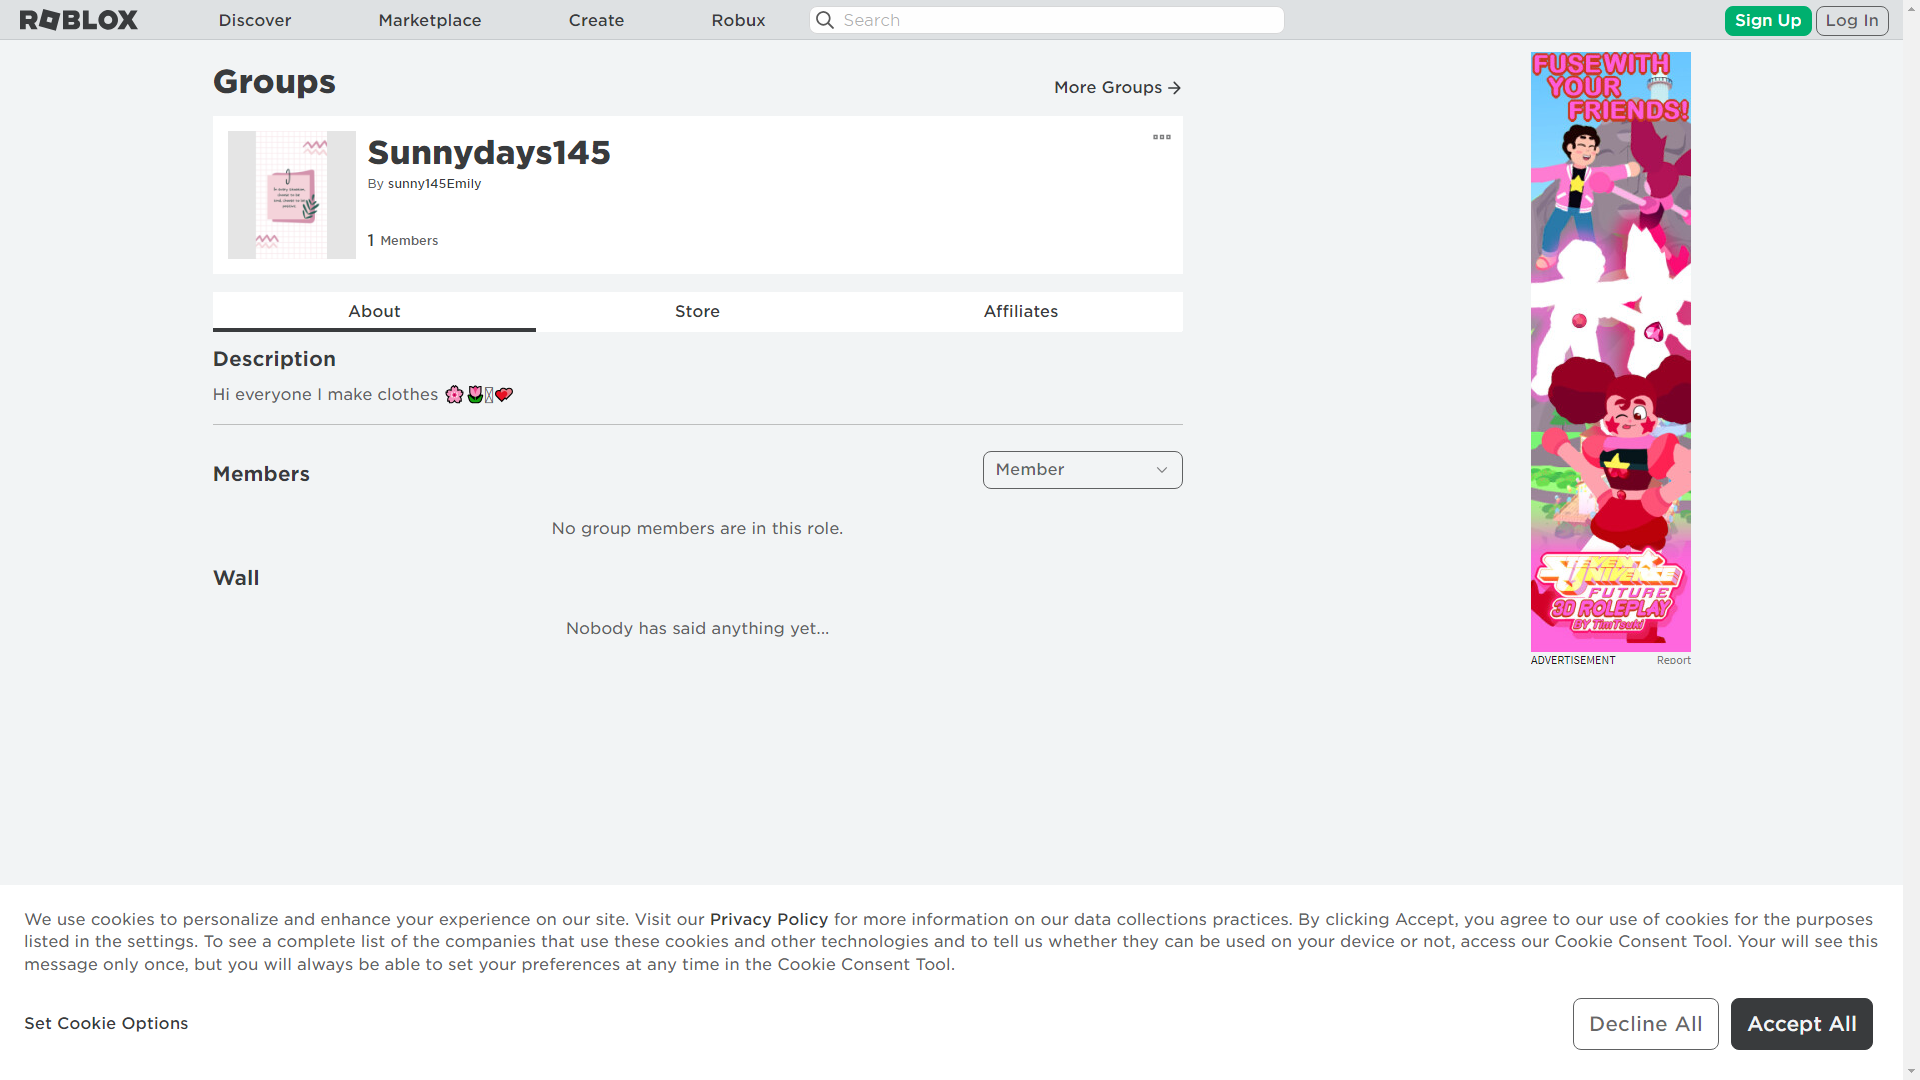 ROBLOX Discover Marketplace Create Robux Search Sign Up Log In
Groups
More Groups
Sunnydays145
By sunny145Emily
1 Members
About Store Affiliates
Description
Hi everyone I make clothes 🌸🌷
Members
Member
No group members are in this role.
Wall
Nobody has said anything yet...
FUSE WITH
YOUR
FRIENDS!
STEVEN
UNIVERSE
FUTURE
3D ROLEPLAY
BY TimTsuki
ADVERTISEMENT Report
We use cookies to personalize and enhance your experience on our site. Visit our Privacy Policy for more information on our data collections practices. By clicking Accept, you agree to our use of cookies for the purposes
listed in the settings. To see a complete list of the companies that use these cookies and other technologies and to tell us whether they can be used on your device or not, access our Cookie Consent Tool. Your will see this
message only once, but you will always be able to set your preferences at any time in the Cookie Consent Tool.
Set Cookie Options
Decline All
Accept All